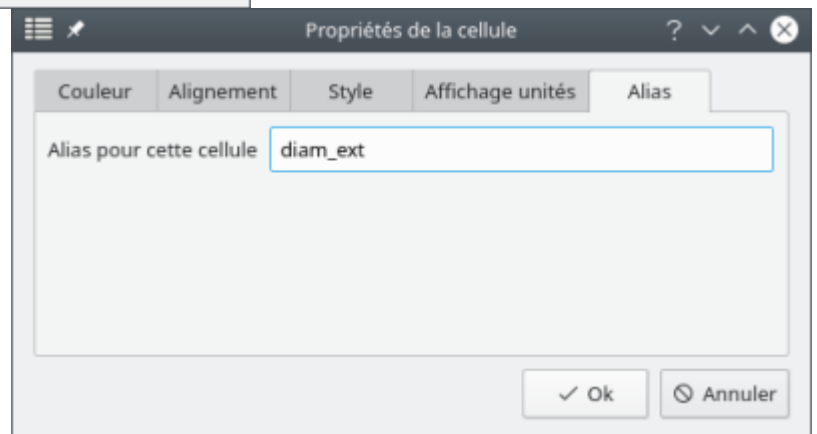 Propriétés de la cellule
Couleur Alignement Style Affichage unités Alias
Alias pour cette cellule diam_ext
Ok Annuler